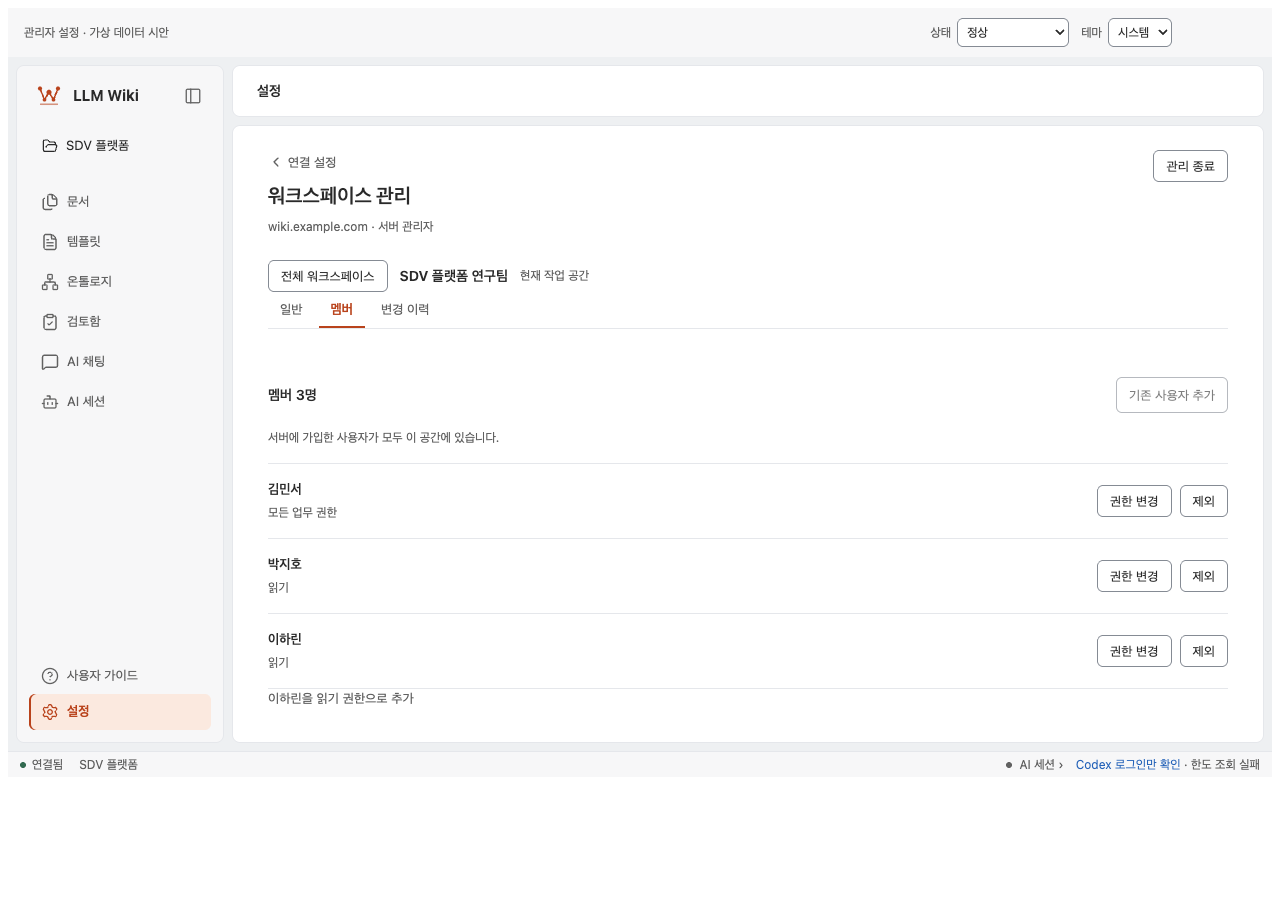 관리자 설정 · 가상 데이터 시안
상태 정상 테마 시스템
LLM Wiki
SDV 플랫폼
문서
템플릿
온톨로지
검토함
AI 채팅
AI 세션
사용자 가이드
설정
설정
연결 설정
관리 종료
워크스페이스 관리
wiki.example.com · 서버 관리자
전체 워크스페이스 SDV 플랫폼 연구팀 현재 작업 공간
일반 멤버 변경 이력
멤버 3명
기존 사용자 추가
서버에 가입한 사용자가 모두 이 공간에 있습니다.
김민서
모든 업무 권한
권한 변경 제외
박지호
읽기
권한 변경 제외
이하린
읽기
권한 변경 제외
이하린을 읽기 권한으로 추가
연결됨 SDV 플랫폼
AI 세션 › Codex 로그인만 확인 · 한도 조회 실패